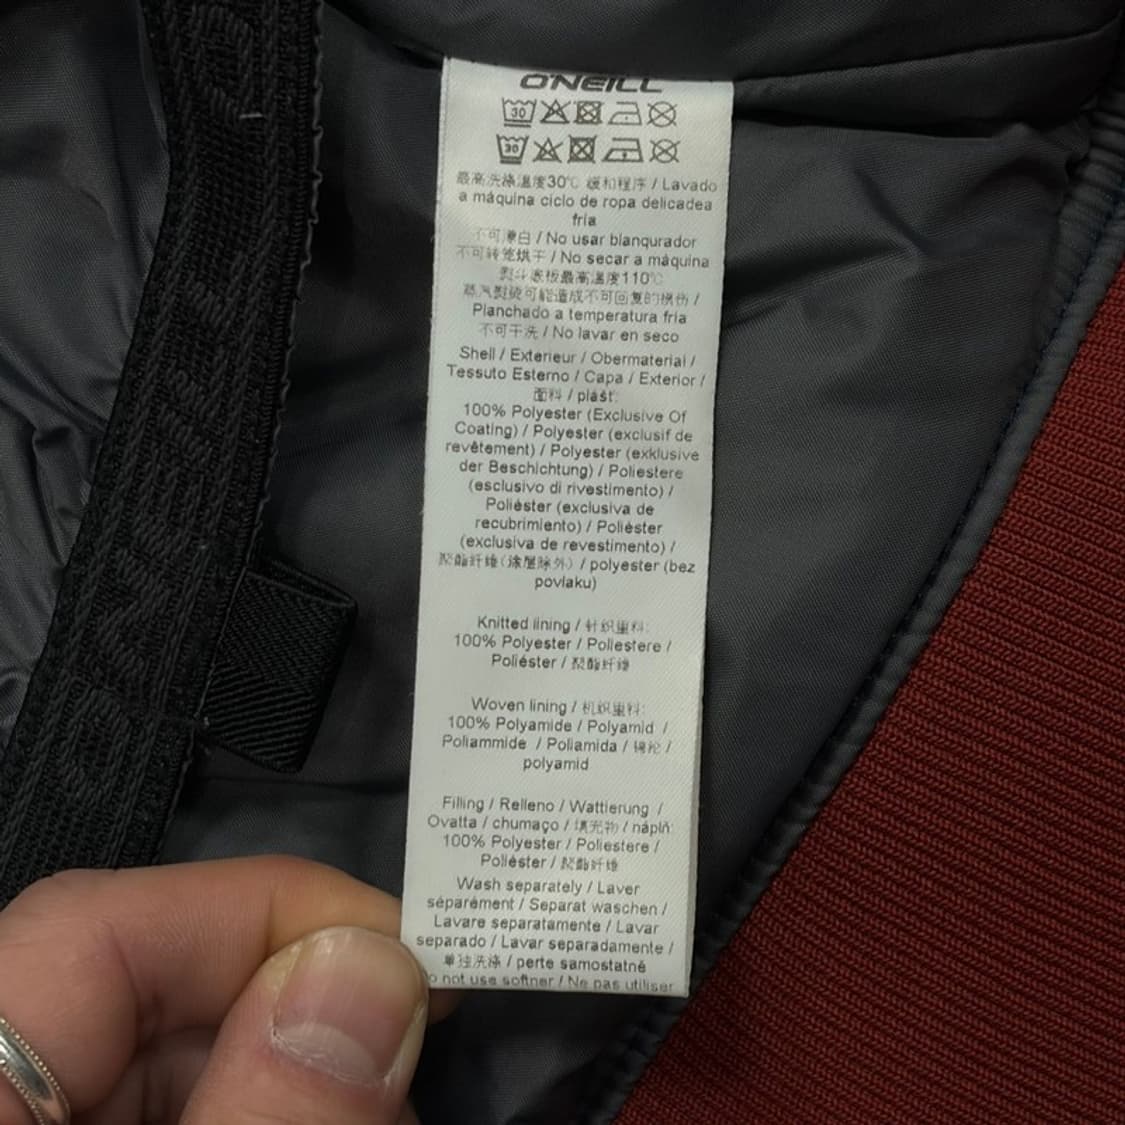 O'NEILL
30
30
最高洗涤温度30℃ 缓和程序 / Lavado
a máquina ciclo de ropa delicadea
fria
不可漂白 / No usar blanqurador
不可转笼烘干 / No secar a máquina
熨斗底板最高温度110℃
蒸汽熨烫可能造成不可回复的损伤 /
Planchado a temperatura fria
不可干洗 / No lavar en seco
Shell / Exterieur / Obermaterial /
Tessuto Esterno / Capa / Exterior /
面料 / plášť:
100% Polyester (Exclusive Of
Coating) / Polyester (exclusif de
revêtement) / Polyester (exklusive
der Beschichtung) / Poliestere
(esclusivo di rivestimento) /
Poliéster (exclusiva de
recubrimiento) / Poliéster
(exclusiva de revestimento) /
聚酯纤维(涂层除外) / polyester (bez
povlaku)
Knitted lining / 针织里料:
100% Polyester / Poliestere /
Poliéster / 聚酯纤维
Woven lining / 机织里料:
100% Polyamide / Polyamid /
Poliammide / Poliamida / 锦纶 /
polyamid
Filling / Relleno / Wattierung /
Ovatta / chumaço / 填充物 / náplň:
100% Polyester / Poliestere /
Poliéster / 聚酯纤维
Wash separately / Laver
séparément / Separat waschen /
Lavare separatamente / Lavar
separado / Lavar separadamente /
单独洗涤 / perte samostatně
Do not use softner / Ne pas utiliser